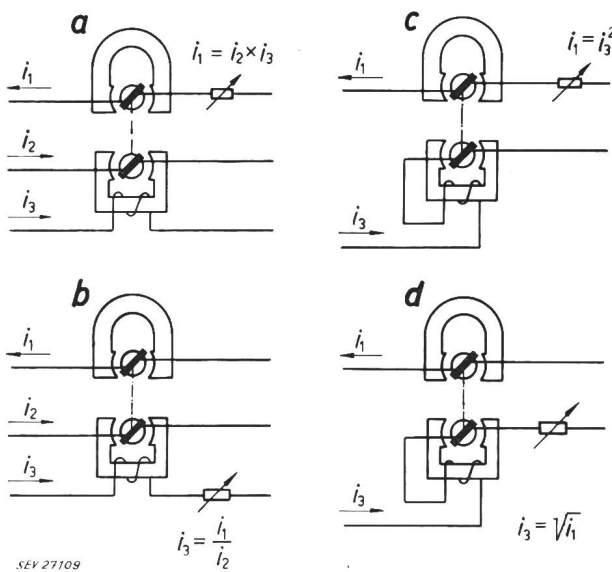 a
i₁
i₁ = i₂ × i₃
i₂
i₃
b
i₁
i₂
i₃
i₃ = i₁ / i₂
c
i₁
i₁ = i₃²
i₃
d
i₁
i₃
i₃ = √i₁
SEV 27109